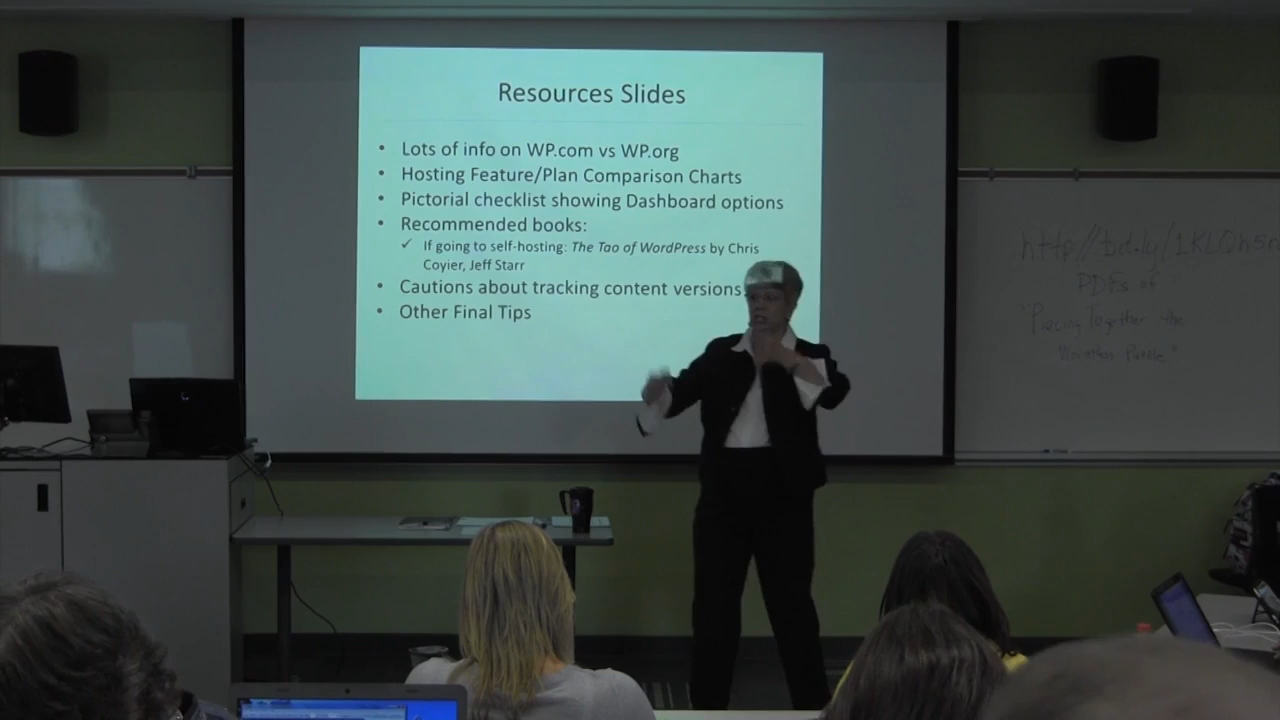 Resources Slides
• Lots of info on WP.com vs WP.org
• Hosting Feature/Plan Comparison Charts
• Pictorial checklist showing Dashboard options
• Recommended books:
✓ If going to self-hosting: The Tao of WordPress by Chris
Coyier, Jeff Starr
• Cautions about tracking content versions
• Other Final Tips
PDFs of
"Piecing Together the
WordPress Puzzle"